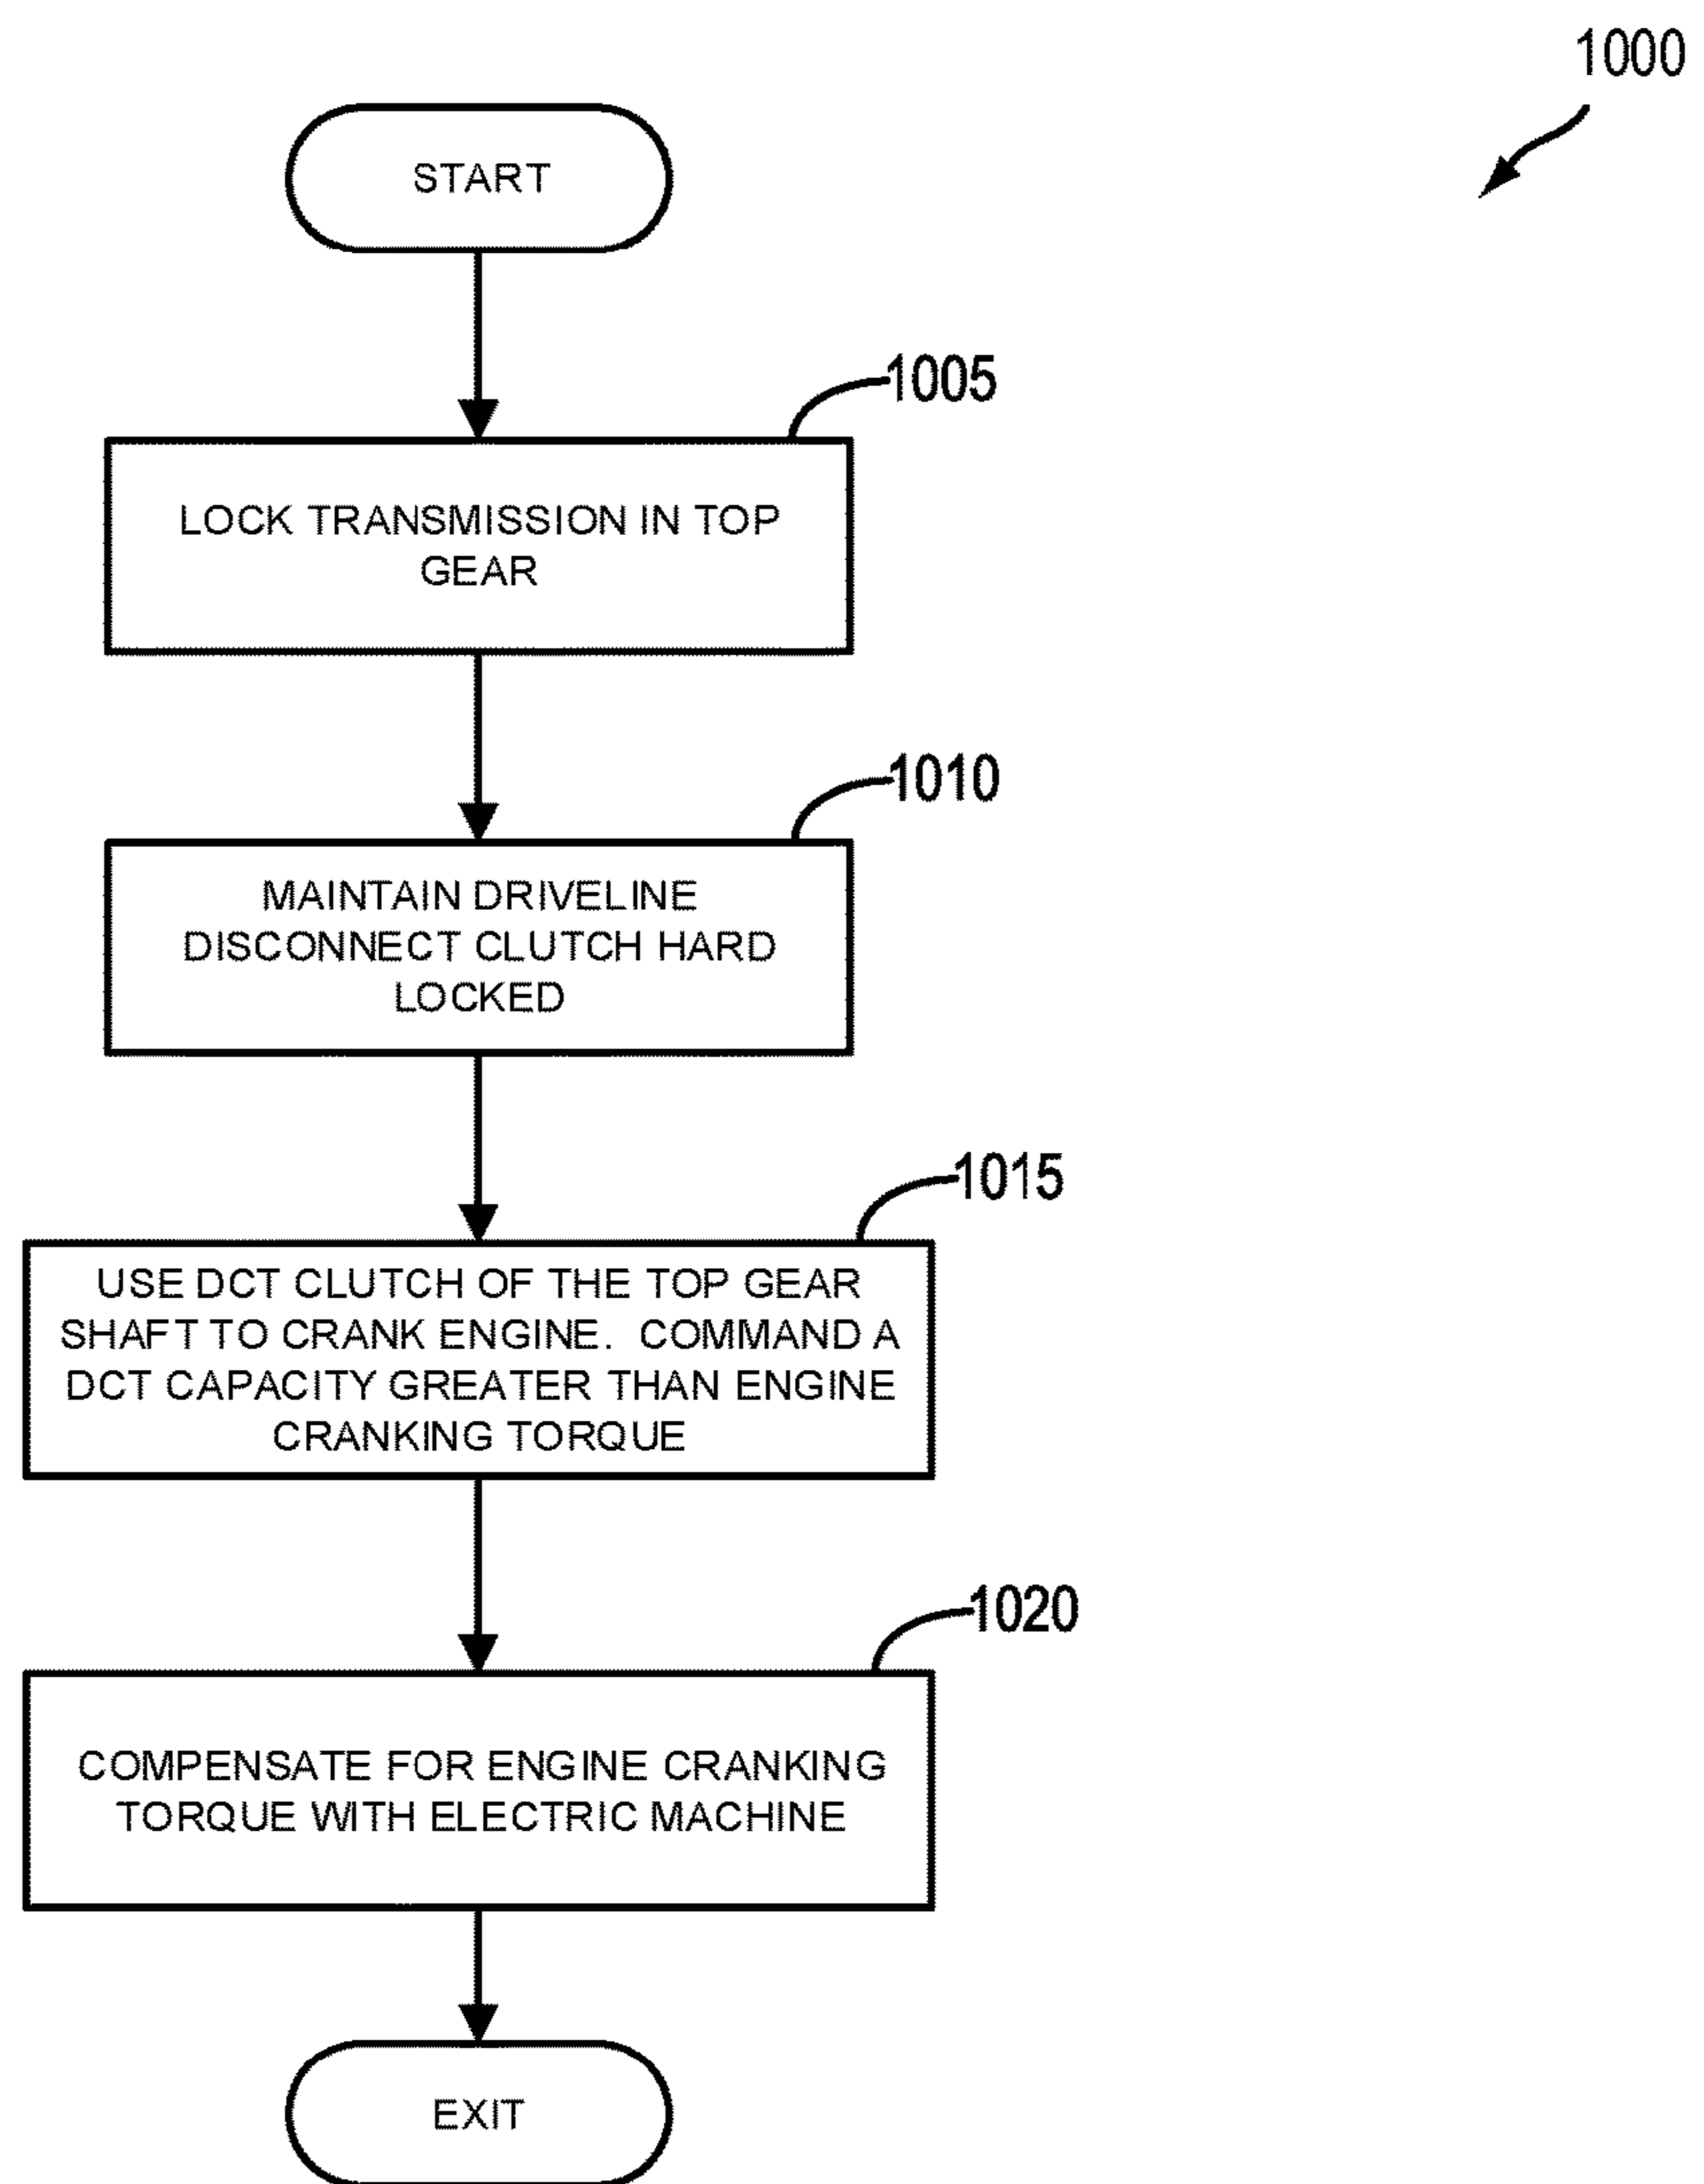 1000
START
1005
LOCK TRANSMISSION IN TOP
GEAR
1010
MAINTAIN DRIVELINE
DISCONNECT CLUTCH HARD
LOCKED
1015
USE DCT CLUTCH OF THE TOP GEAR
SHAFT TO CRANK ENGINE. COMMAND A
DCT CAPACITY GREATER THAN ENGINE
CRANKING TORQUE
1020
COMPENSATE FOR ENGINE CRANKING
TORQUE WITH ELECTRIC MACHINE
EXIT